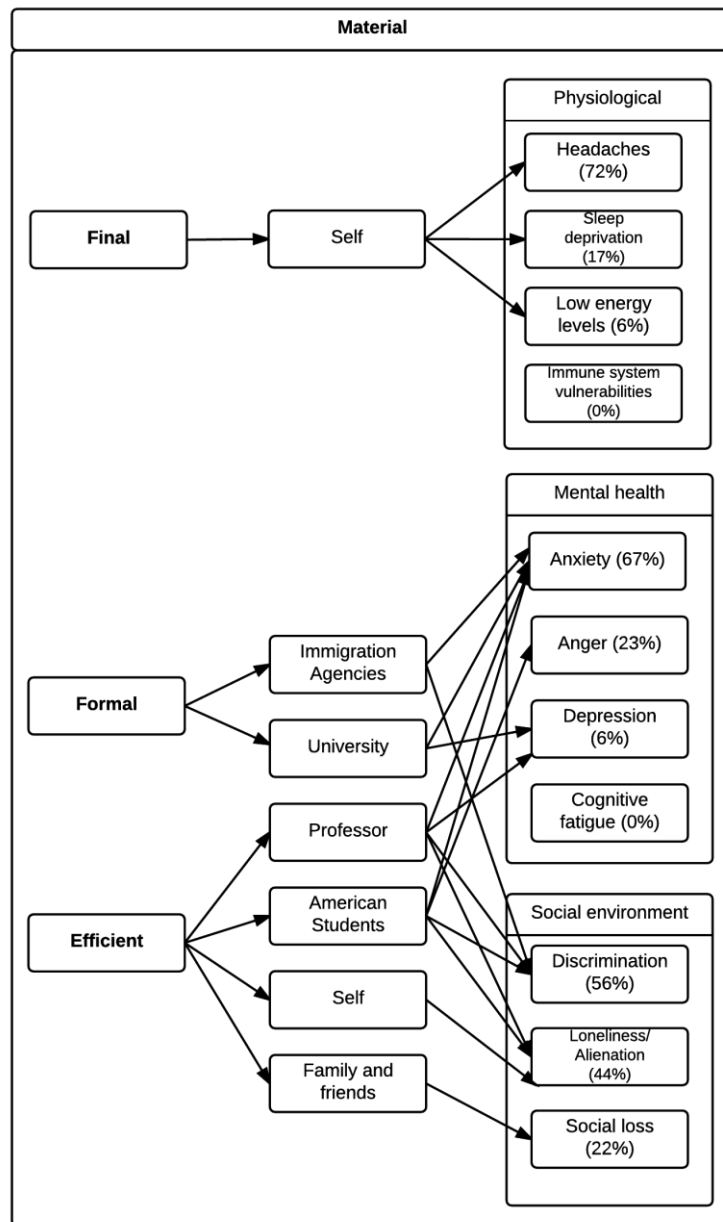 Material
Physiological
Headaches
(72%)
Final
Self
Sleep
deprivation
(17%)
Low energy
levels (6%)
Immune system
vulnerabilities
(0%)
Mental health
Anxiety (67%)
Anger (23%)
Immigration
Agencies
Formal
University
Depression
(6%)
Cognitive
fatigue (0%)
Professor
American
Students
Efficient
Self
Family and
friends
Social environment
Discrimination
(56%)
Loneliness/
Alienation
(44%)
Social loss
(22%)